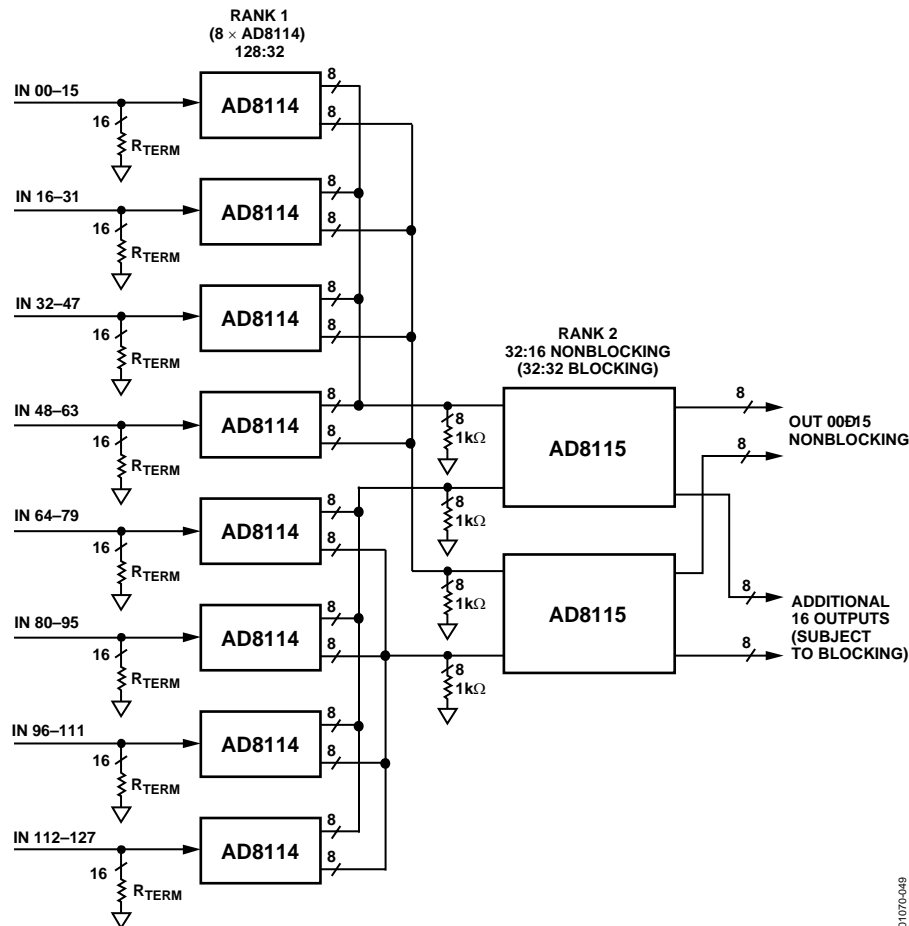 RANK 1
(8 × AD8114)
128:32
IN 00–15
16
RTERM
AD8114
8
8
IN 16–31
16
RTERM
AD8114
8
8
IN 32–47
16
RTERM
AD8114
8
8
IN 48–63
16
RTERM
AD8114
8
8
IN 64–79
16
RTERM
AD8114
8
8
IN 80–95
16
RTERM
AD8114
8
8
IN 96–111
16
RTERM
AD8114
8
8
IN 112–127
16
RTERM
AD8114
8
8
RANK 2
32:16 NONBLOCKING
(32:32 BLOCKING)
8
1kΩ
8
1kΩ
AD8115
8
1kΩ
8
1kΩ
AD8115
8
8
OUT 00Ð15
NONBLOCKING
8
8
ADDITIONAL
16 OUTPUTS
(SUBJECT
TO BLOCKING)
01070-049